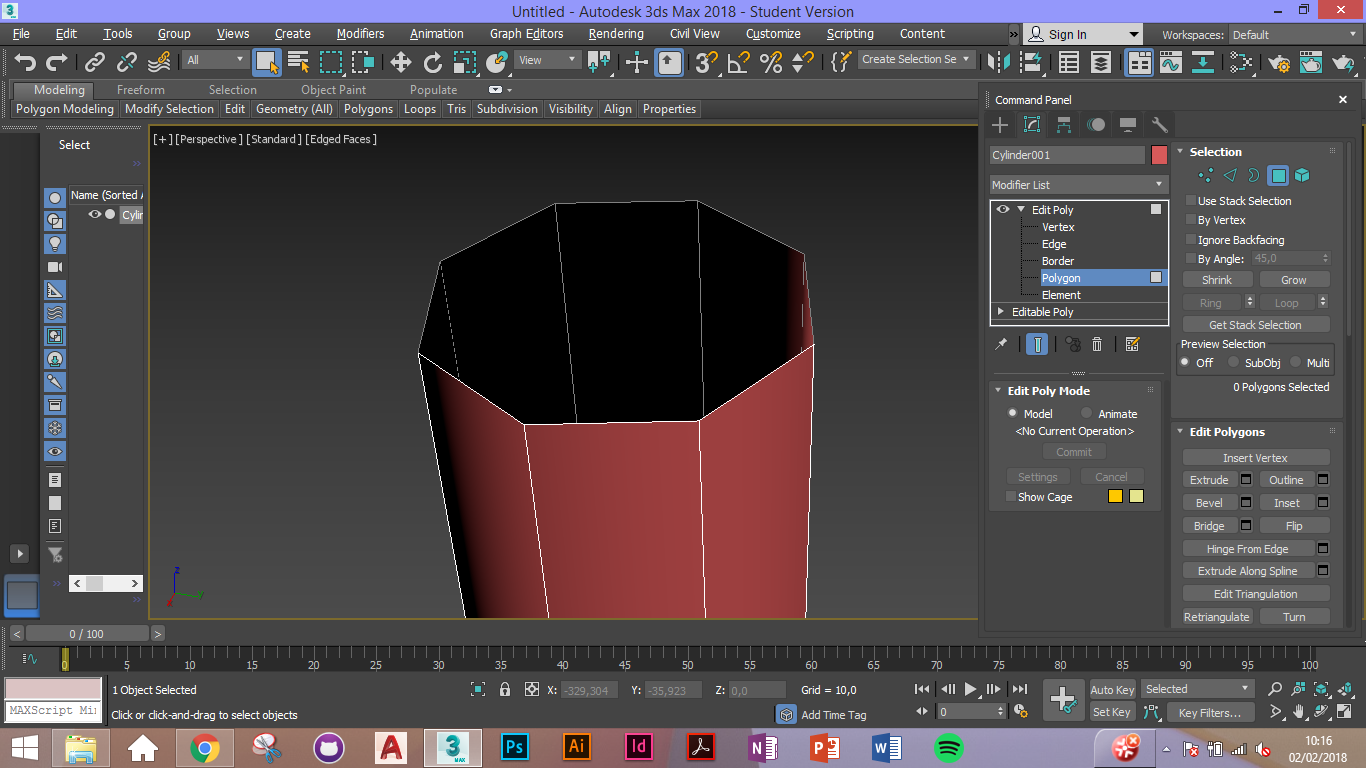 Untitled - Autodesk 3ds Max 2018 - Student Version
File Edit Tools Group Views Create Modifiers Animation Graph Editors Rendering Civil View Customize Scripting Content » Sign In Workspaces: Default
All View Create Selection Se
Modeling Freeform Selection Object Paint Populate
Polygon Modeling Modify Selection Edit Geometry (All) Polygons Loops Tris Subdivision Visibility Align Properties
Select
Name (Sorted A
Cylin
[+] [Perspective] [Standard] [Edged Faces]
z
y
x
Command Panel
Cylinder001
Modifier List
Edit Poly
Vertex
Edge
Border
Polygon
Element
Editable Poly
Edit Poly Mode
Model Animate
<No Current Operation>
Commit
Settings Cancel
Show Cage
Selection
Use Stack Selection
By Vertex
Ignore Backfacing
By Angle: 45,0
Shrink Grow
Ring Loop
Get Stack Selection
Preview Selection
Off SubObj Multi
0 Polygons Selected
Edit Polygons
Insert Vertex
Extrude Outline
Bevel Inset
Bridge Flip
Hinge From Edge
Extrude Along Spline
Edit Triangulation
Retriangulate Turn
< 0 / 100 >
0 5 10 15 20 25 30 35 40 45 50 55 60 65 70 75 80 85 90 95 100
1 Object Selected X: -329,304 Y: -35,923 Z: 0,0 Grid = 10,0 Auto Key Selected
MAXScript Mi Click or click-and-drag to select objects Add Time Tag 0 Set Key Key Filters...
3 MAX Ps Ai Id N P W
10:16
02/02/2018